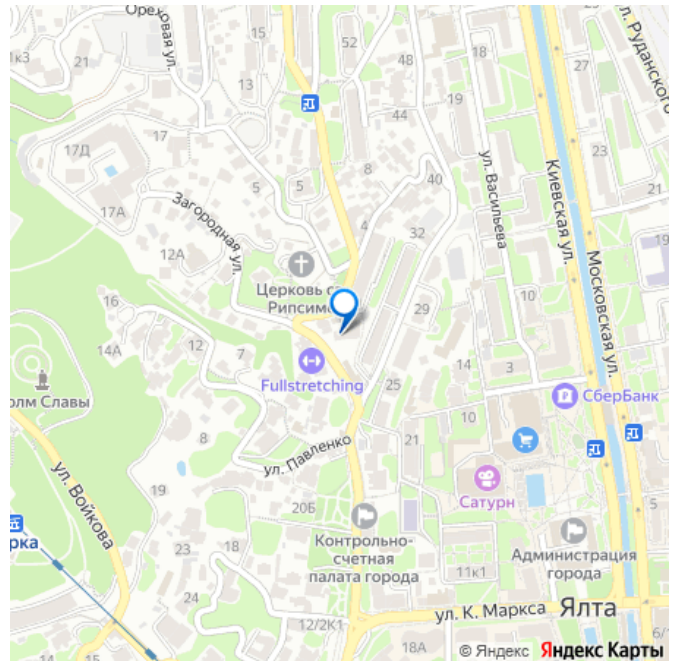 Ореховая ул.
52
18
ул. Руданского
1к3
21
15
48
27
13
44
19
17
17Д
8
ул. Васильева
23
5
5
40
Киевская ул.
17А
Загородная ул.
4
32
12А
19
Московская ул.
Церковь с
Рипсиме
10
16
29
14А
12
7
14
3
олм Славы
Fullstretching
25
СберБанк
8
21
ул. Павленко
ул. Войкова
19
Сатурн
5
20Б
рка
23
18
Контрольно-
счетная
палата города
Администрация
города
11к1
10
ул. К. Маркса
Ялта
12/2К1
18А
6/1
© Яндекс Яндекс Карты